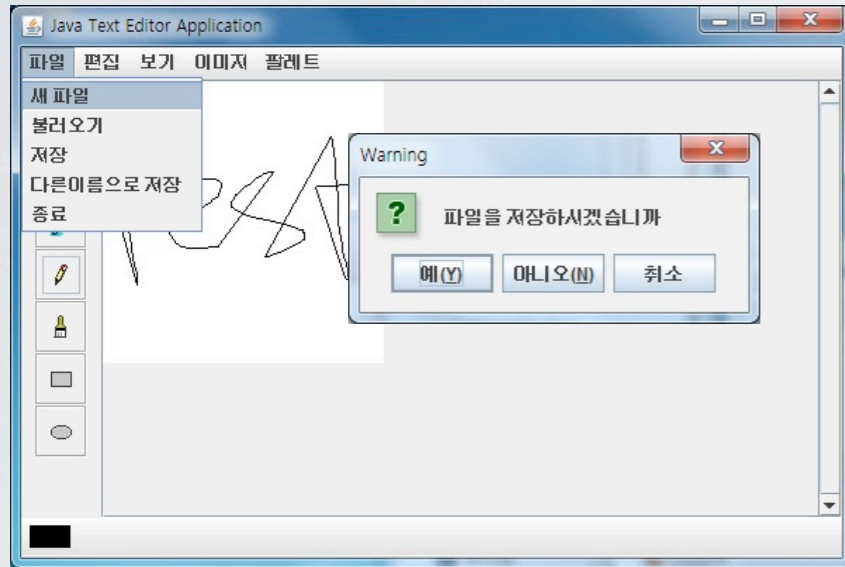 Java Text Editor Application
파일 편집 보기 이미지 팔레트
새 파일
불러오기
저장
다른이름으로 저장
종료
Warning
파일을 저장하시겠습니까
예(Y) 아니오(N) 취소